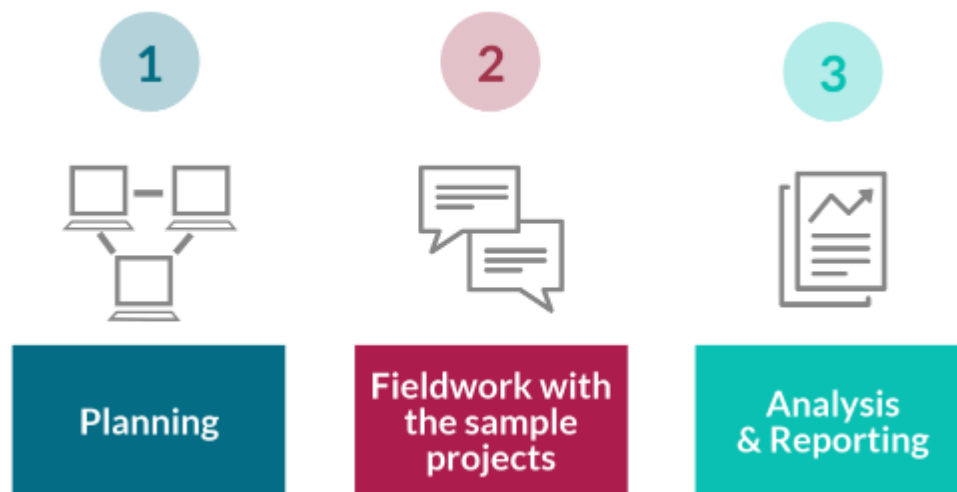 1
2
3
Planning
Fieldwork with
the sample
projects
Analysis
& Reporting